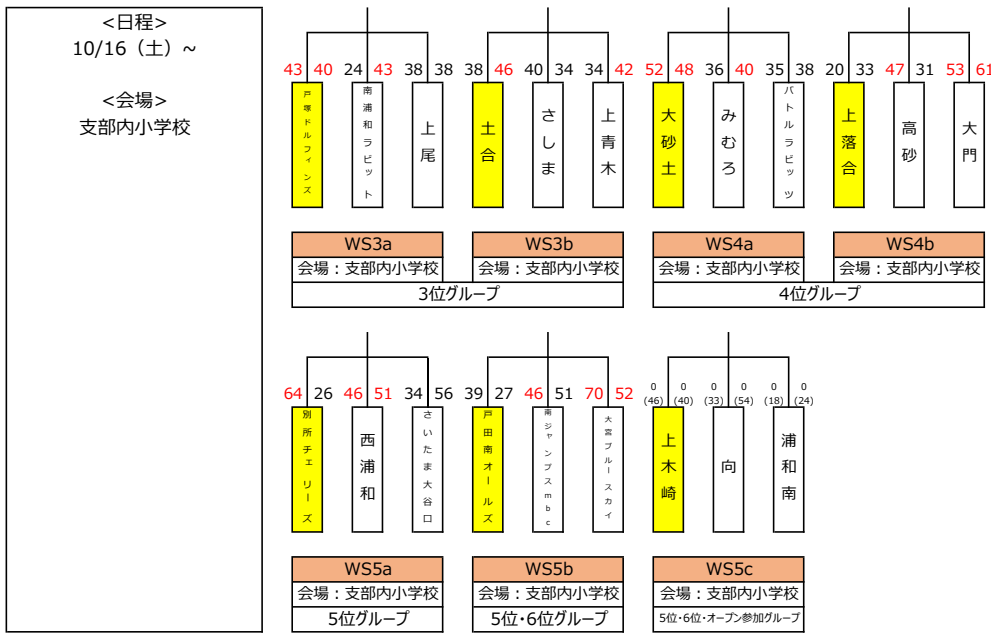 <日程>
10/16（土）~
<会場>
支部内小学校
43 40 24 43 38 38 38 46 40 34 34 42 52 48 36 40 35 38 20 33 47 31 53 61
戸塚ドルフィンズ
南浦和ラビット
上尾
土合
さしま
上青木
大砂土
みむろ
バトルラビッツ
上落合
高砂
大門
WS3a WS3b WS4a WS4b
会場：支部内小学校 会場：支部内小学校 会場：支部内小学校 会場：支部内小学校
3位グループ 4位グループ
64 26 46 51 34 56 39 27 46 51 70 52 0 0 0 0 0 0
(46) (40) (33) (54) (18) (24)
別所チェリーズ
西浦和
さいたま大谷口
戸田南オールズ
南ジャンプスmbc
大宮ブルースカイ
上木崎
向
浦和南
WS5a WS5b WS5c
会場：支部内小学校 会場：支部内小学校 会場：支部内小学校
5位グループ 5位・6位グループ 5位・6位・オープン参加グループ